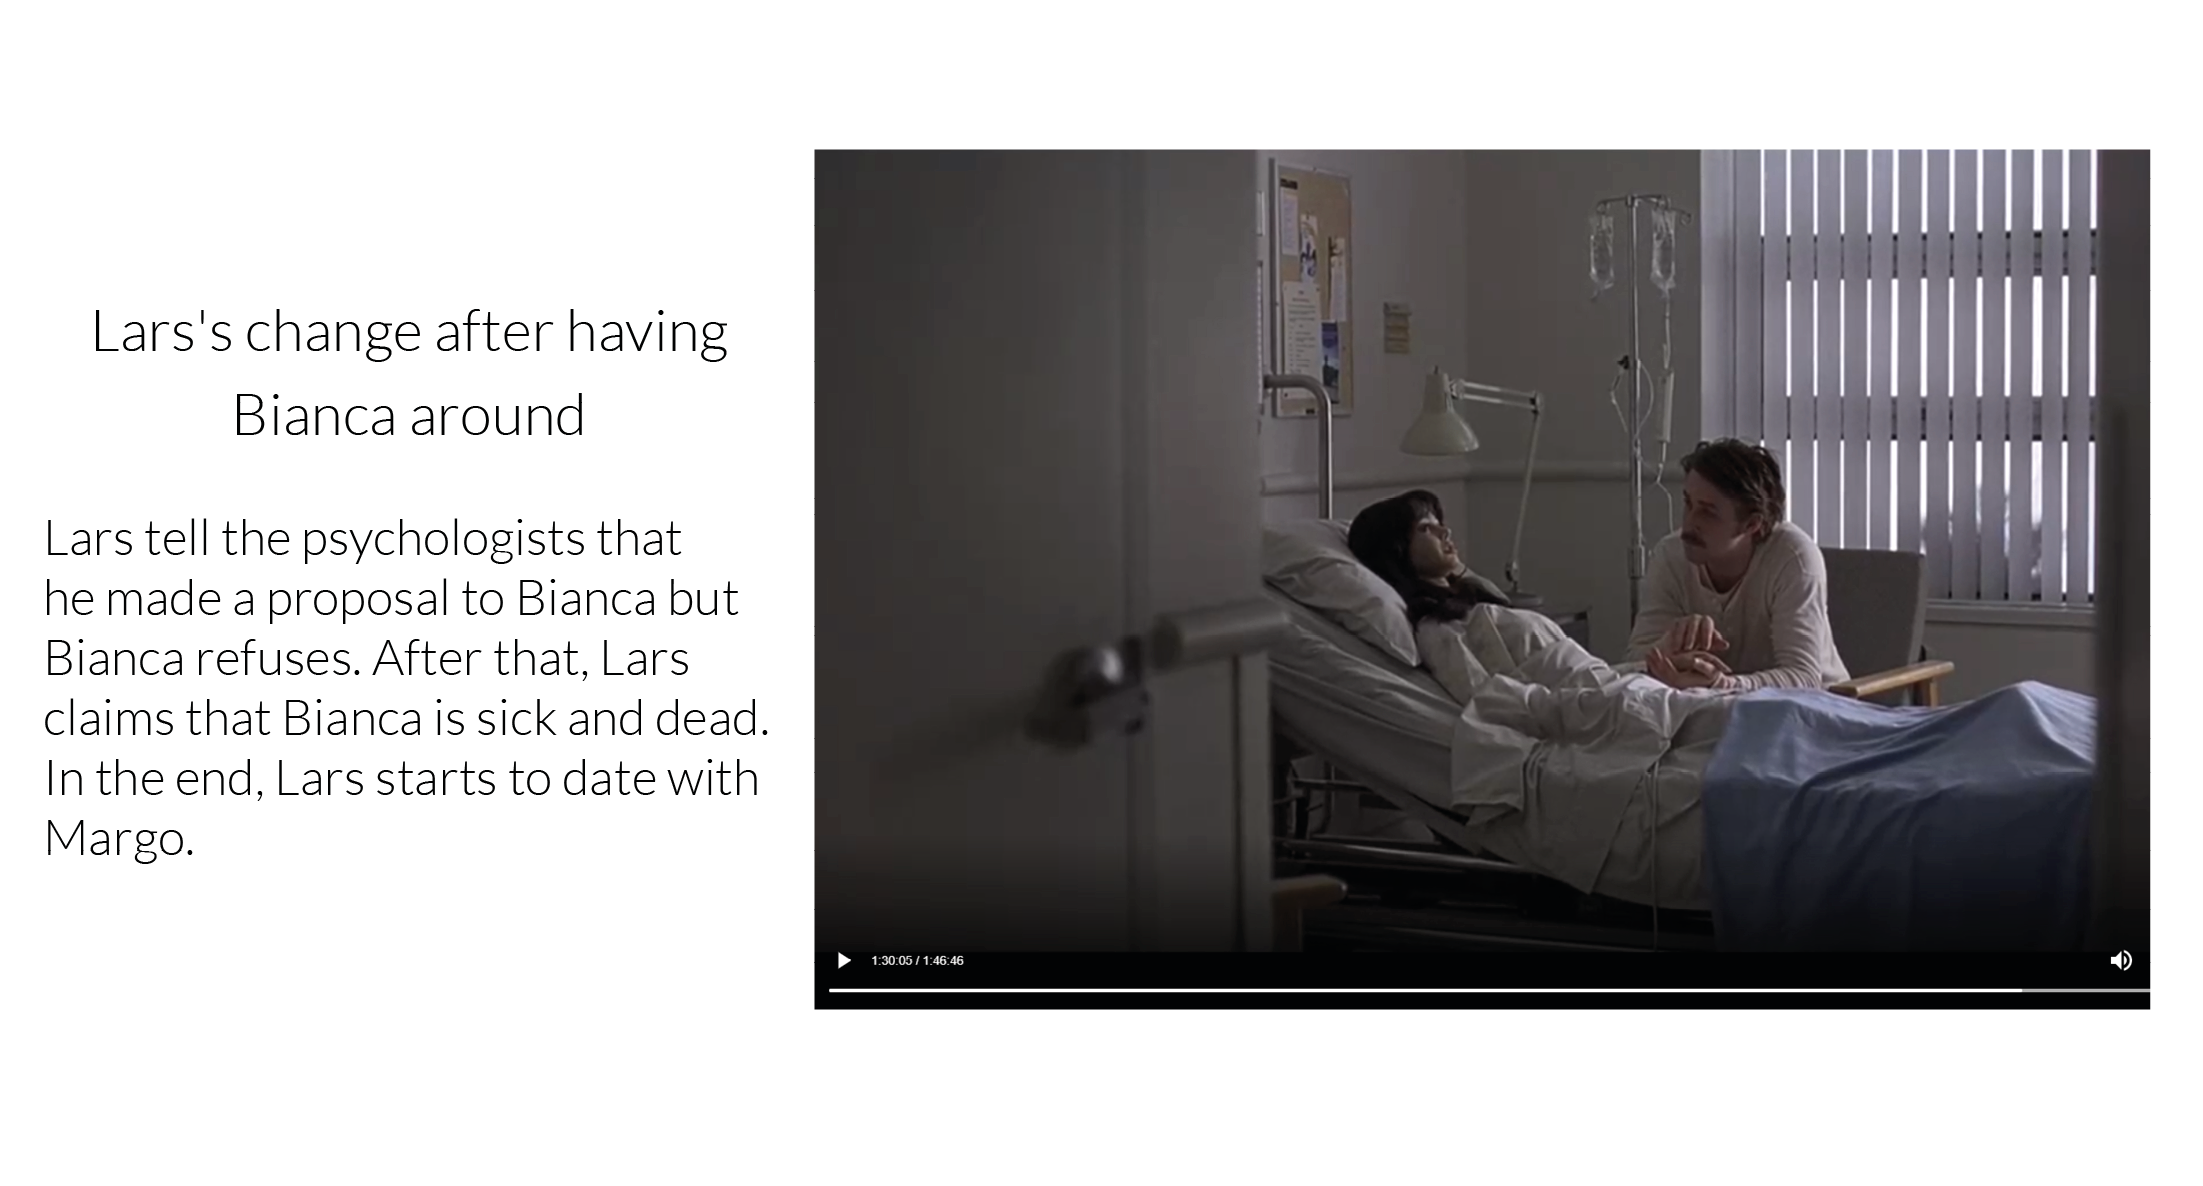 Lars's change after having
Bianca around
Lars tell the psychologists that
he made a proposal to Bianca but
Bianca refuses. After that, Lars
claims that Bianca is sick and dead.
In the end, Lars starts to date with
Margo.
1:30:05 / 1:46:46